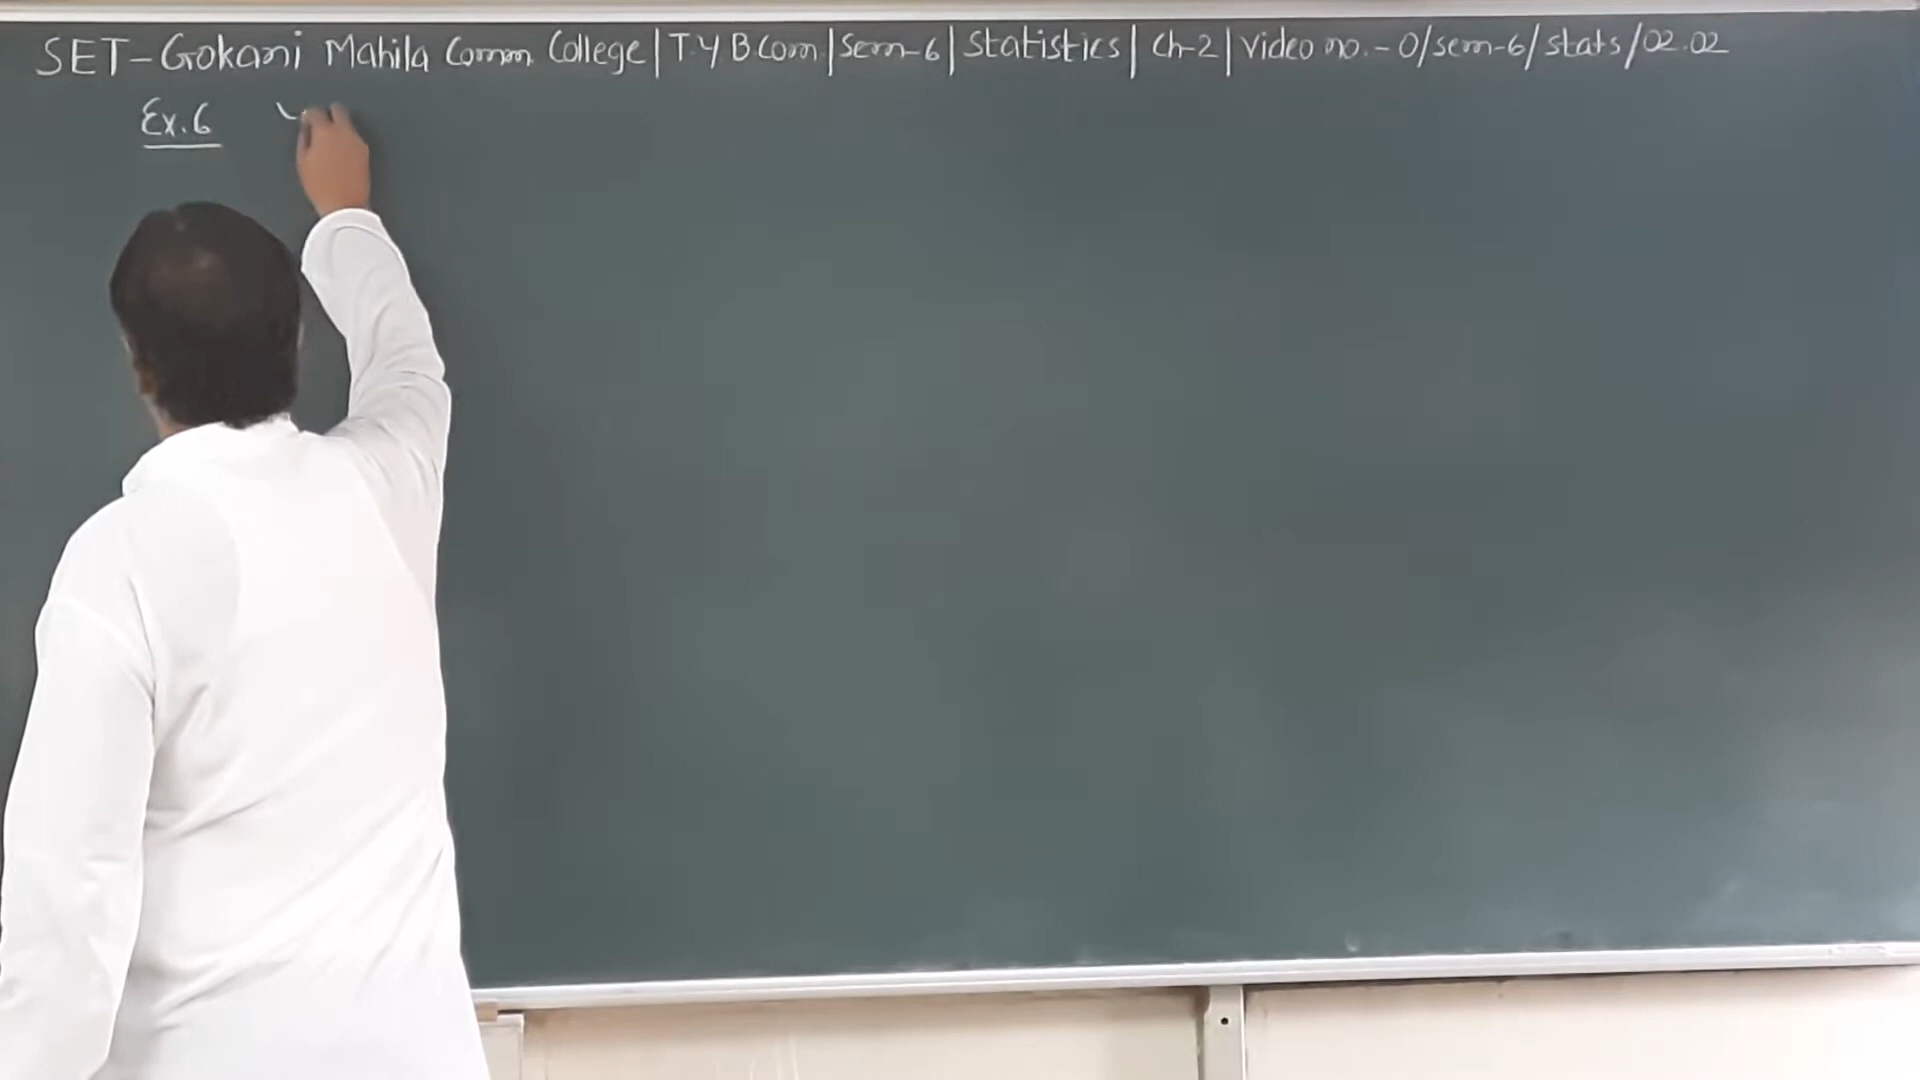 SET-Gokani Mahila Comm College | T.Y B Com | Sem-6 | Statistics | Ch-2 | Video no. - O/sem-6/stats/02.02
Ex.6